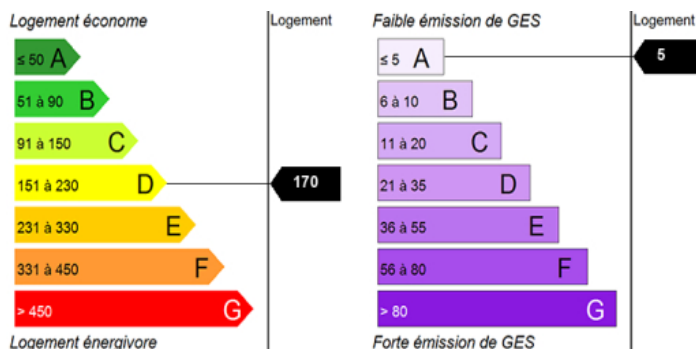 Logement économe
Logement
≤ 50 A
51 à 90 B
91 à 150 C
151 à 230 D
170
231 à 330 E
331 à 450 F
> 450 G
Logement énergivore
Faible émission de GES
Logement
≤ 5 A
5
6 à 10 B
11 à 20 C
21 à 35 D
36 à 55 E
56 à 80 F
> 80 G
Forte émission de GES